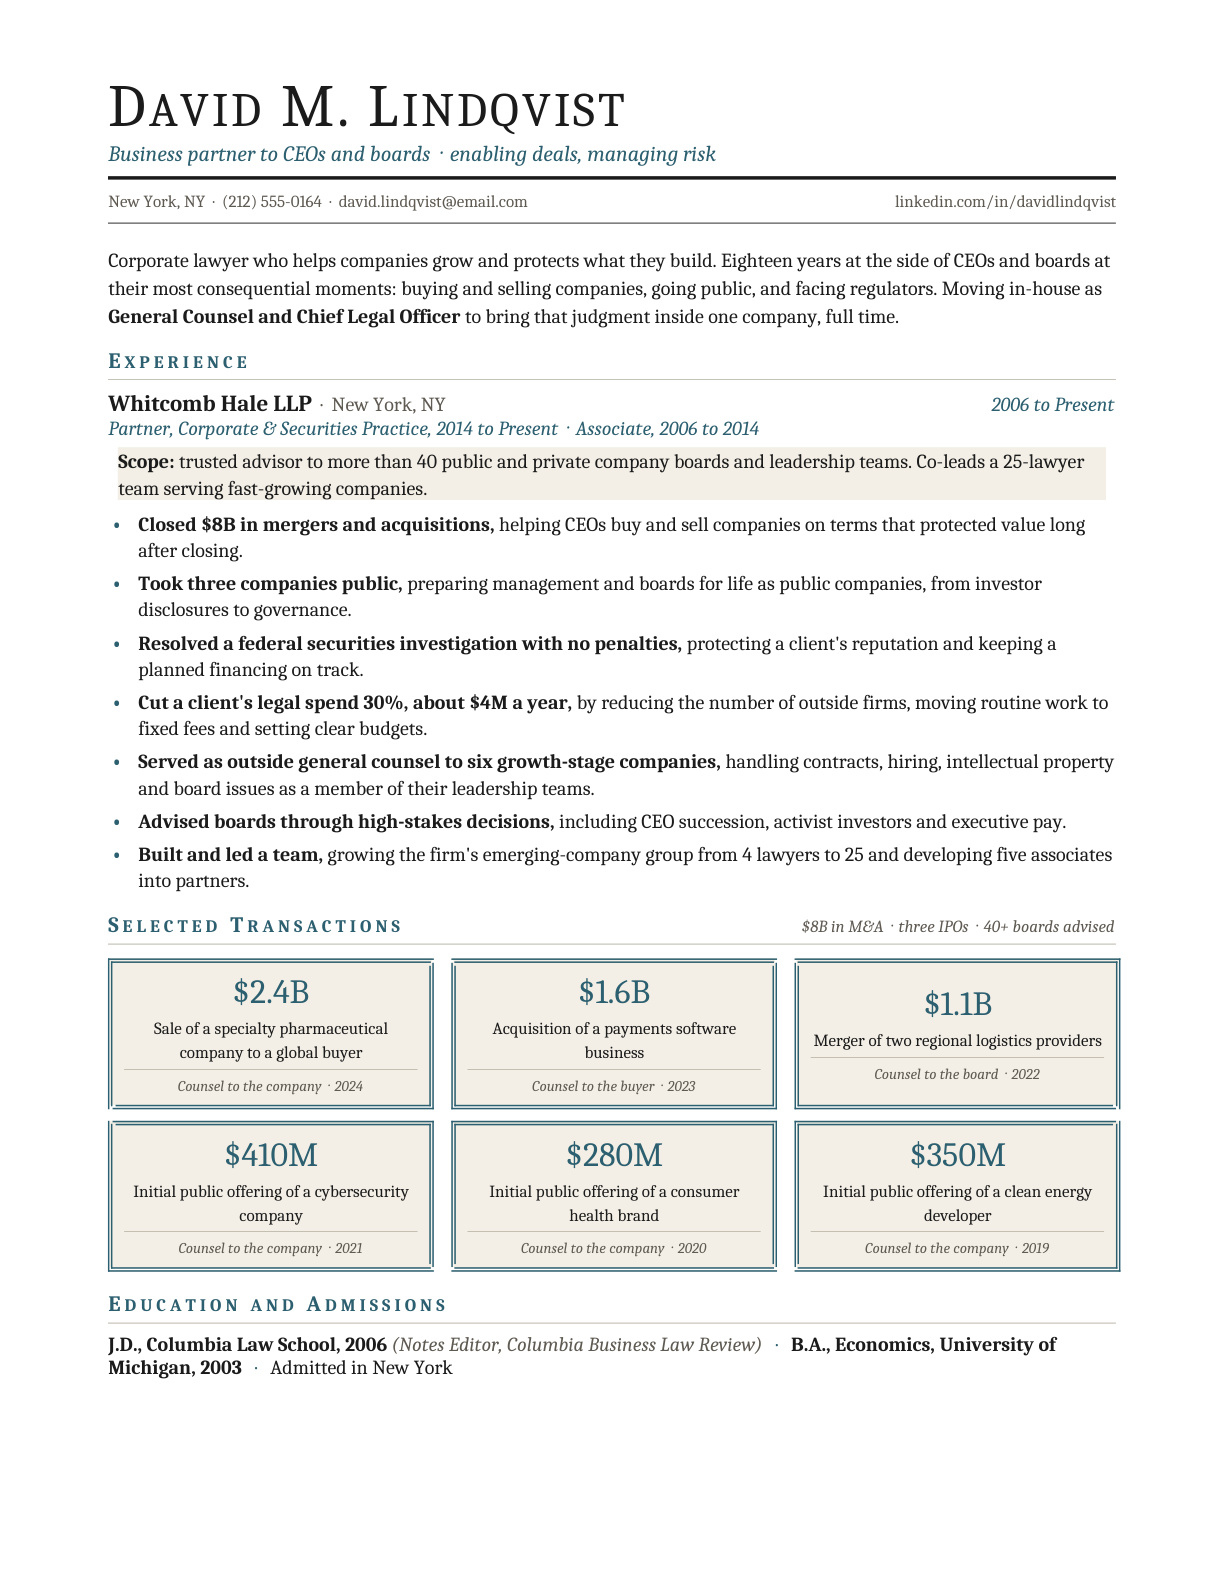 DAVID M. LINDQVIST
Business partner to CEOs and boards · enabling deals, managing risk
New York, NY · (212) 555-0164 · david.lindqvist@email.com linkedin.com/in/davidlindqvist
Corporate lawyer who helps companies grow and protects what they build. Eighteen years at the side of CEOs and boards at
their most consequential moments: buying and selling companies, going public, and facing regulators. Moving in-house as
General Counsel and Chief Legal Officer to bring that judgment inside one company, full time.
EXPERIENCE
Whitcomb Hale LLP · New York, NY 2006 to Present
Partner, Corporate & Securities Practice, 2014 to Present · Associate, 2006 to 2014
Scope: trusted advisor to more than 40 public and private company boards and leadership teams. Co-leads a 25-lawyer
team serving fast-growing companies.
• Closed $8B in mergers and acquisitions, helping CEOs buy and sell companies on terms that protected value long
after closing.
• Took three companies public, preparing management and boards for life as public companies, from investor
disclosures to governance.
• Resolved a federal securities investigation with no penalties, protecting a client's reputation and keeping a
planned financing on track.
• Cut a client's legal spend 30%, about $4M a year, by reducing the number of outside firms, moving routine work to
fixed fees and setting clear budgets.
• Served as outside general counsel to six growth-stage companies, handling contracts, hiring, intellectual property
and board issues as a member of their leadership teams.
• Advised boards through high-stakes decisions, including CEO succession, activist investors and executive pay.
• Built and led a team, growing the firm's emerging-company group from 4 lawyers to 25 and developing five associates
into partners.
SELECTED TRANSACTIONS $8B in M&A · three IPOs · 40+ boards advised
$2.4B
Sale of a specialty pharmaceutical
company to a global buyer
Counsel to the company · 2024
$1.6B
Acquisition of a payments software
business
Counsel to the buyer · 2023
$1.1B
Merger of two regional logistics providers
Counsel to the board · 2022
$410M
Initial public offering of a cybersecurity
company
Counsel to the company · 2021
$280M
Initial public offering of a consumer
health brand
Counsel to the company · 2020
$350M
Initial public offering of a clean energy
developer
Counsel to the company · 2019
EDUCATION AND ADMISSIONS
J.D., Columbia Law School, 2006 (Notes Editor, Columbia Business Law Review) · B.A., Economics, University of
Michigan, 2003 · Admitted in New York